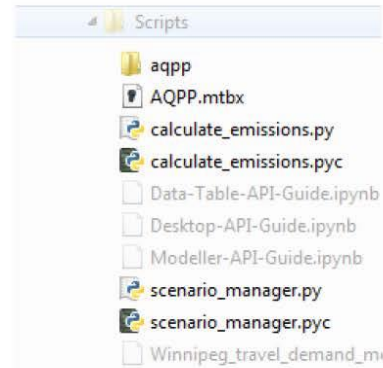 Scripts
aqpp
AQPP.mtbx
calculate_emissions.py
calculate_emissions.pyc
Data-Table-API-Guide.ipynb
Desktop-API-Guide.ipynb
Modeller-API-Guide.ipynb
scenario_manager.py
scenario_manager.pyc
Winnipeg_travel_demand_m